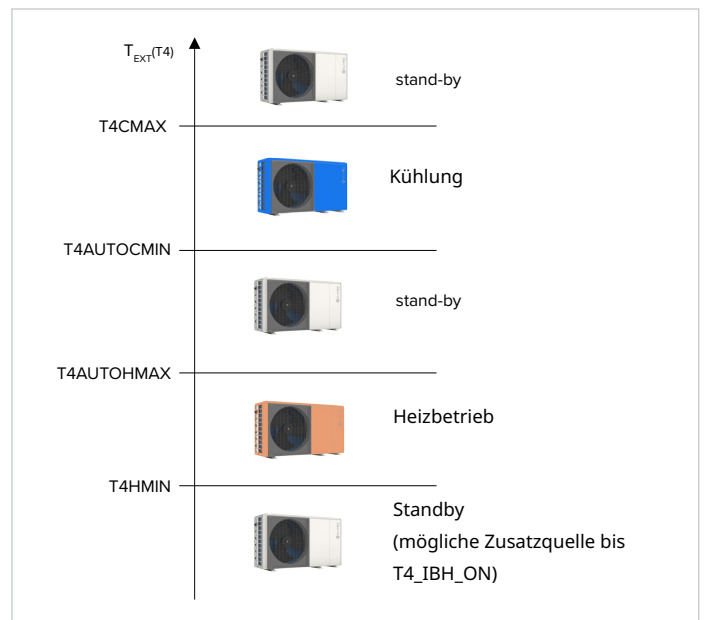 T_EXT(T4)
stand-by
T4CMAX
Kühlung
T4AUTOCMIN
stand-by
T4AUTOHMAX
Heizbetrieb
T4HMIN
Standby
(mögliche Zusatzquelle bis
T4_IBH_ON)